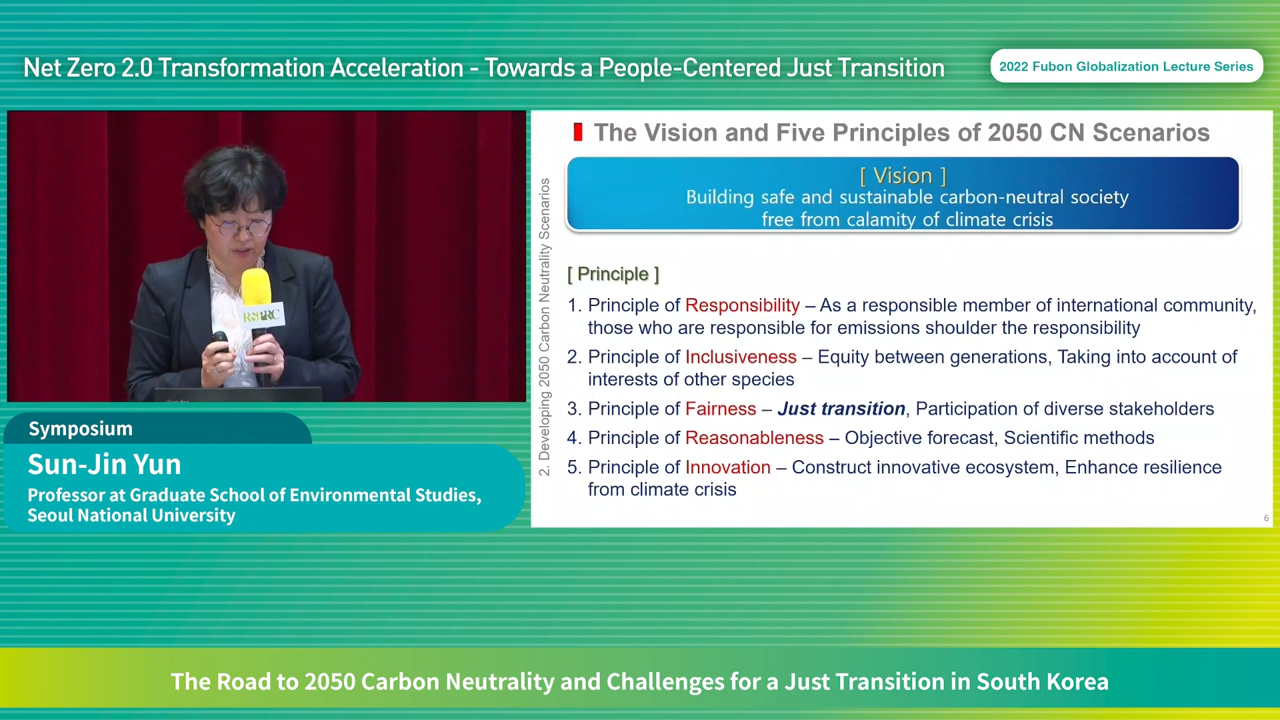 Net Zero 2.0 Transformation Acceleration - Towards a People-Centered Just Transition
2022 Fubon Globalization Lecture Series
The Vision and Five Principles of 2050 CN Scenarios
[ Vision ]
Building safe and sustainable carbon-neutral society
free from calamity of climate crisis
2. Developing 2050 Carbon Neutrality Scenarios
[ Principle ]
1. Principle of Responsibility – As a responsible member of international community,
those who are responsible for emissions shoulder the responsibility
2. Principle of Inclusiveness – Equity between generations, Taking into account of
interests of other species
3. Principle of Fairness – Just transition, Participation of diverse stakeholders
4. Principle of Reasonableness – Objective forecast, Scientific methods
5. Principle of Innovation – Construct innovative ecosystem, Enhance resilience
from climate crisis
6
RSPRC
Symposium
Sun-Jin Yun
Professor at Graduate School of Environmental Studies,
Seoul National University
The Road to 2050 Carbon Neutrality and Challenges for a Just Transition in South Korea